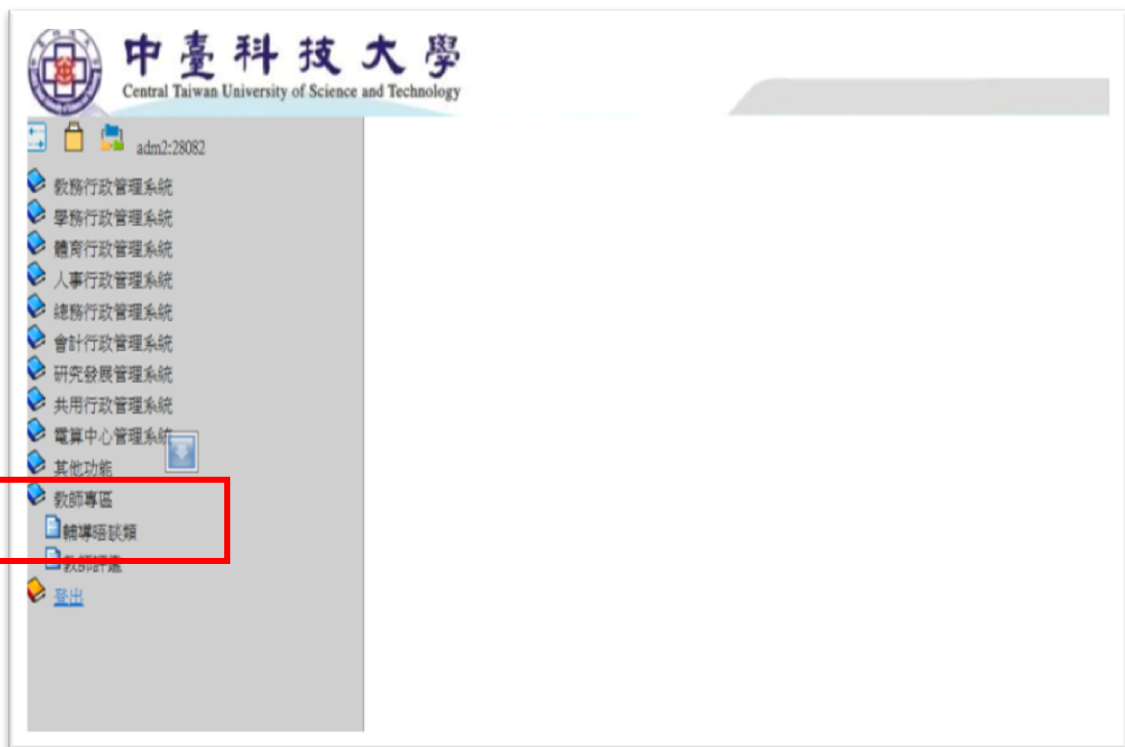 中臺科技大學
Central Taiwan University of Science and Technology
adm2:28082
教務行政管理系統
學務行政管理系統
體育行政管理系統
人事行政管理系統
總務行政管理系統
會計行政管理系統
研究發展管理系統
共用行政管理系統
電算中心管理系統
其他功能
教師專區
輔導晤談類
教師評鑑
登出